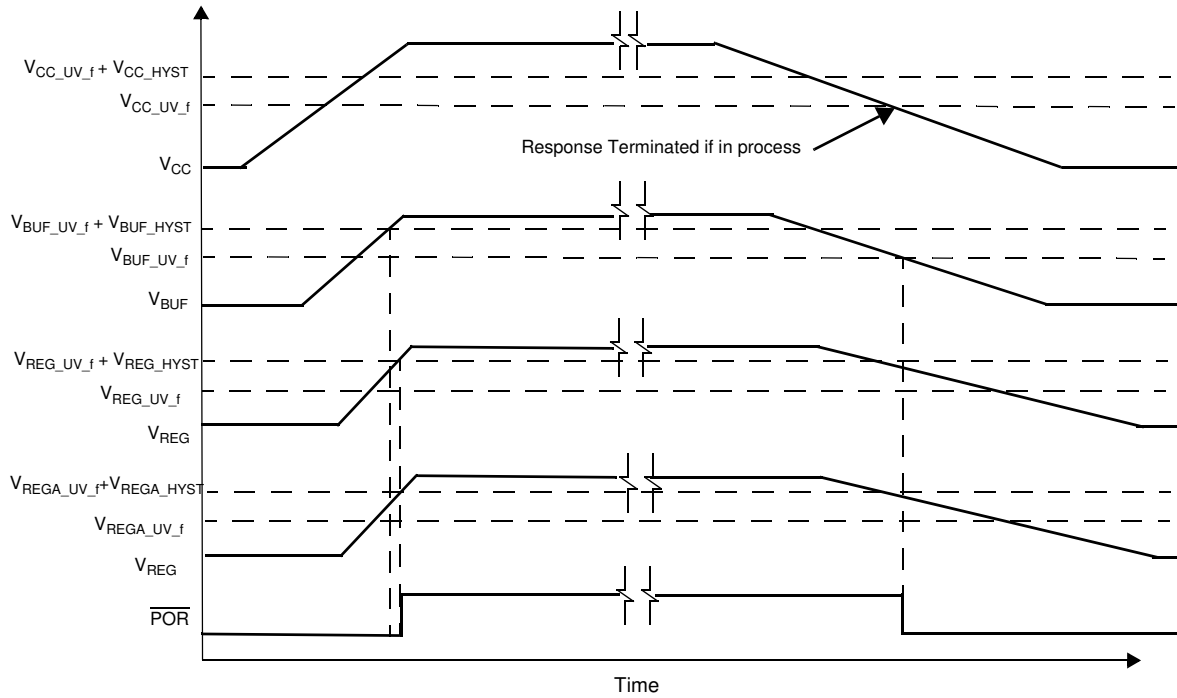 V_CC_UV_f + V_CC_HYST
V_CC_UV_f
Response Terminated if in process
V_CC
V_BUF_UV_f + V_BUF_HYST
V_BUF_UV_f
V_BUF
V_REG_UV_f + V_REG_HYST
V_REG_UV_f
V_REG
V_REGA_UV_f+V_REGA_HYST
V_REGA_UV_f
V_REG
P̅O̅R̅
Time